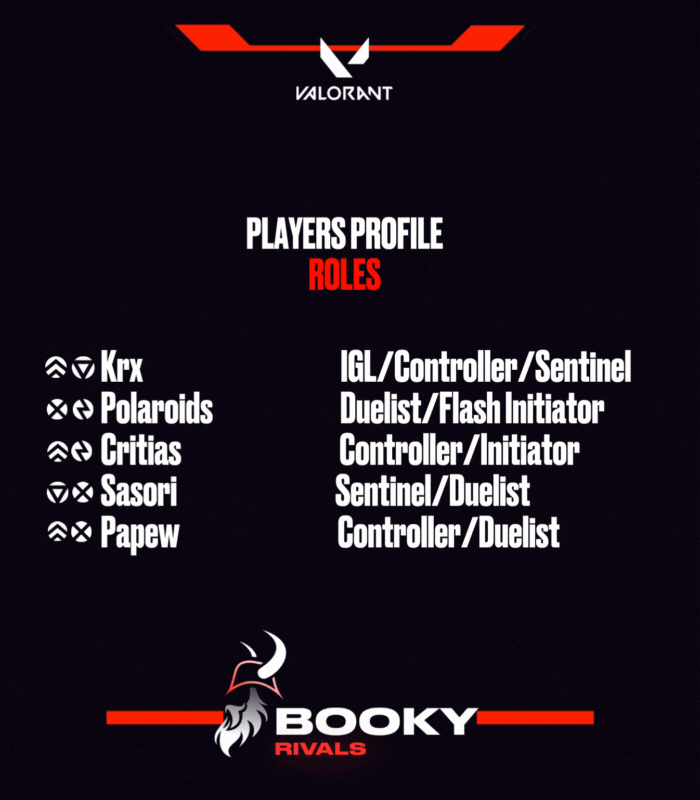 VALORANT
PLAYERS PROFILE
ROLES
Krx IGL/Controller/Sentinel
Polaroids Duelist/Flash Initiator
Critias Controller/Initiator
Sasori Sentinel/Duelist
Papew Controller/Duelist
BOOKY
RIVALS